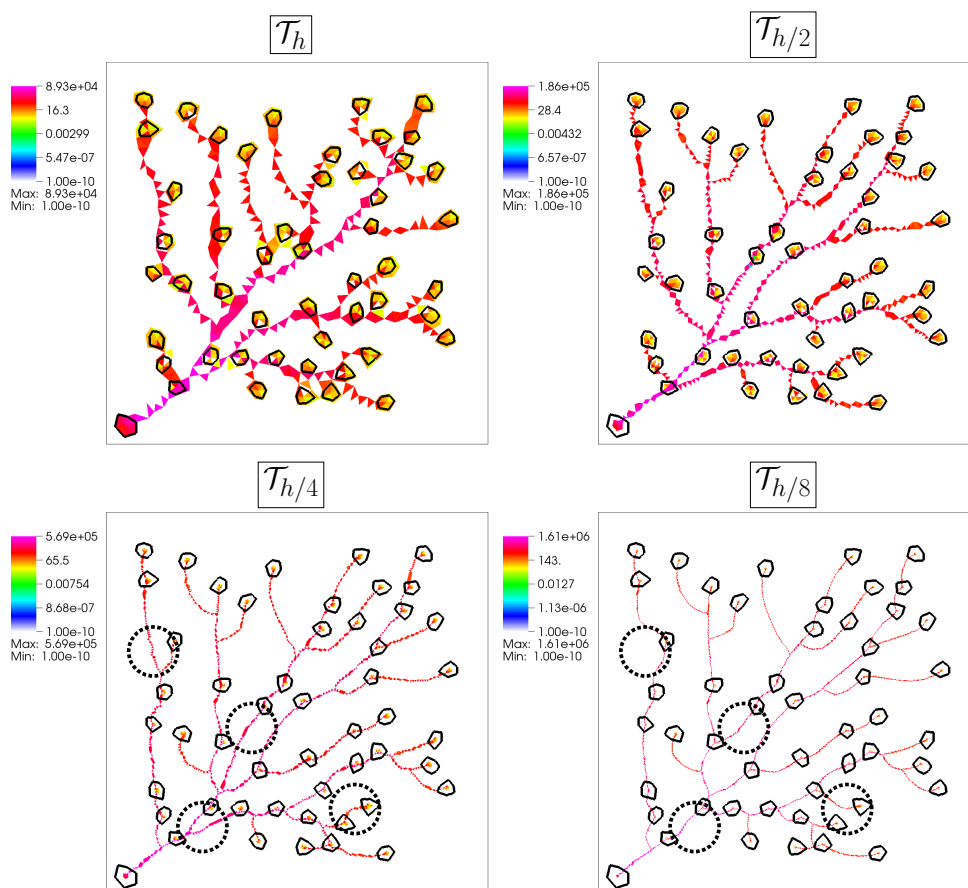 𝒯_h
8.93e+04
16.3
0.00299
5.47e-07
1.00e-10
Max: 8.93e+04
Min: 1.00e-10
𝒯_{h/2}
1.86e+05
28.4
0.00432
6.57e-07
1.00e-10
Max: 1.86e+05
Min: 1.00e-10
𝒯_{h/4}
5.69e+05
65.5
0.00754
8.68e-07
1.00e-10
Max: 5.69e+05
Min: 1.00e-10
𝒯_{h/8}
1.61e+06
143.
0.0127
1.13e-06
1.00e-10
Max: 1.61e+06
Min: 1.00e-10